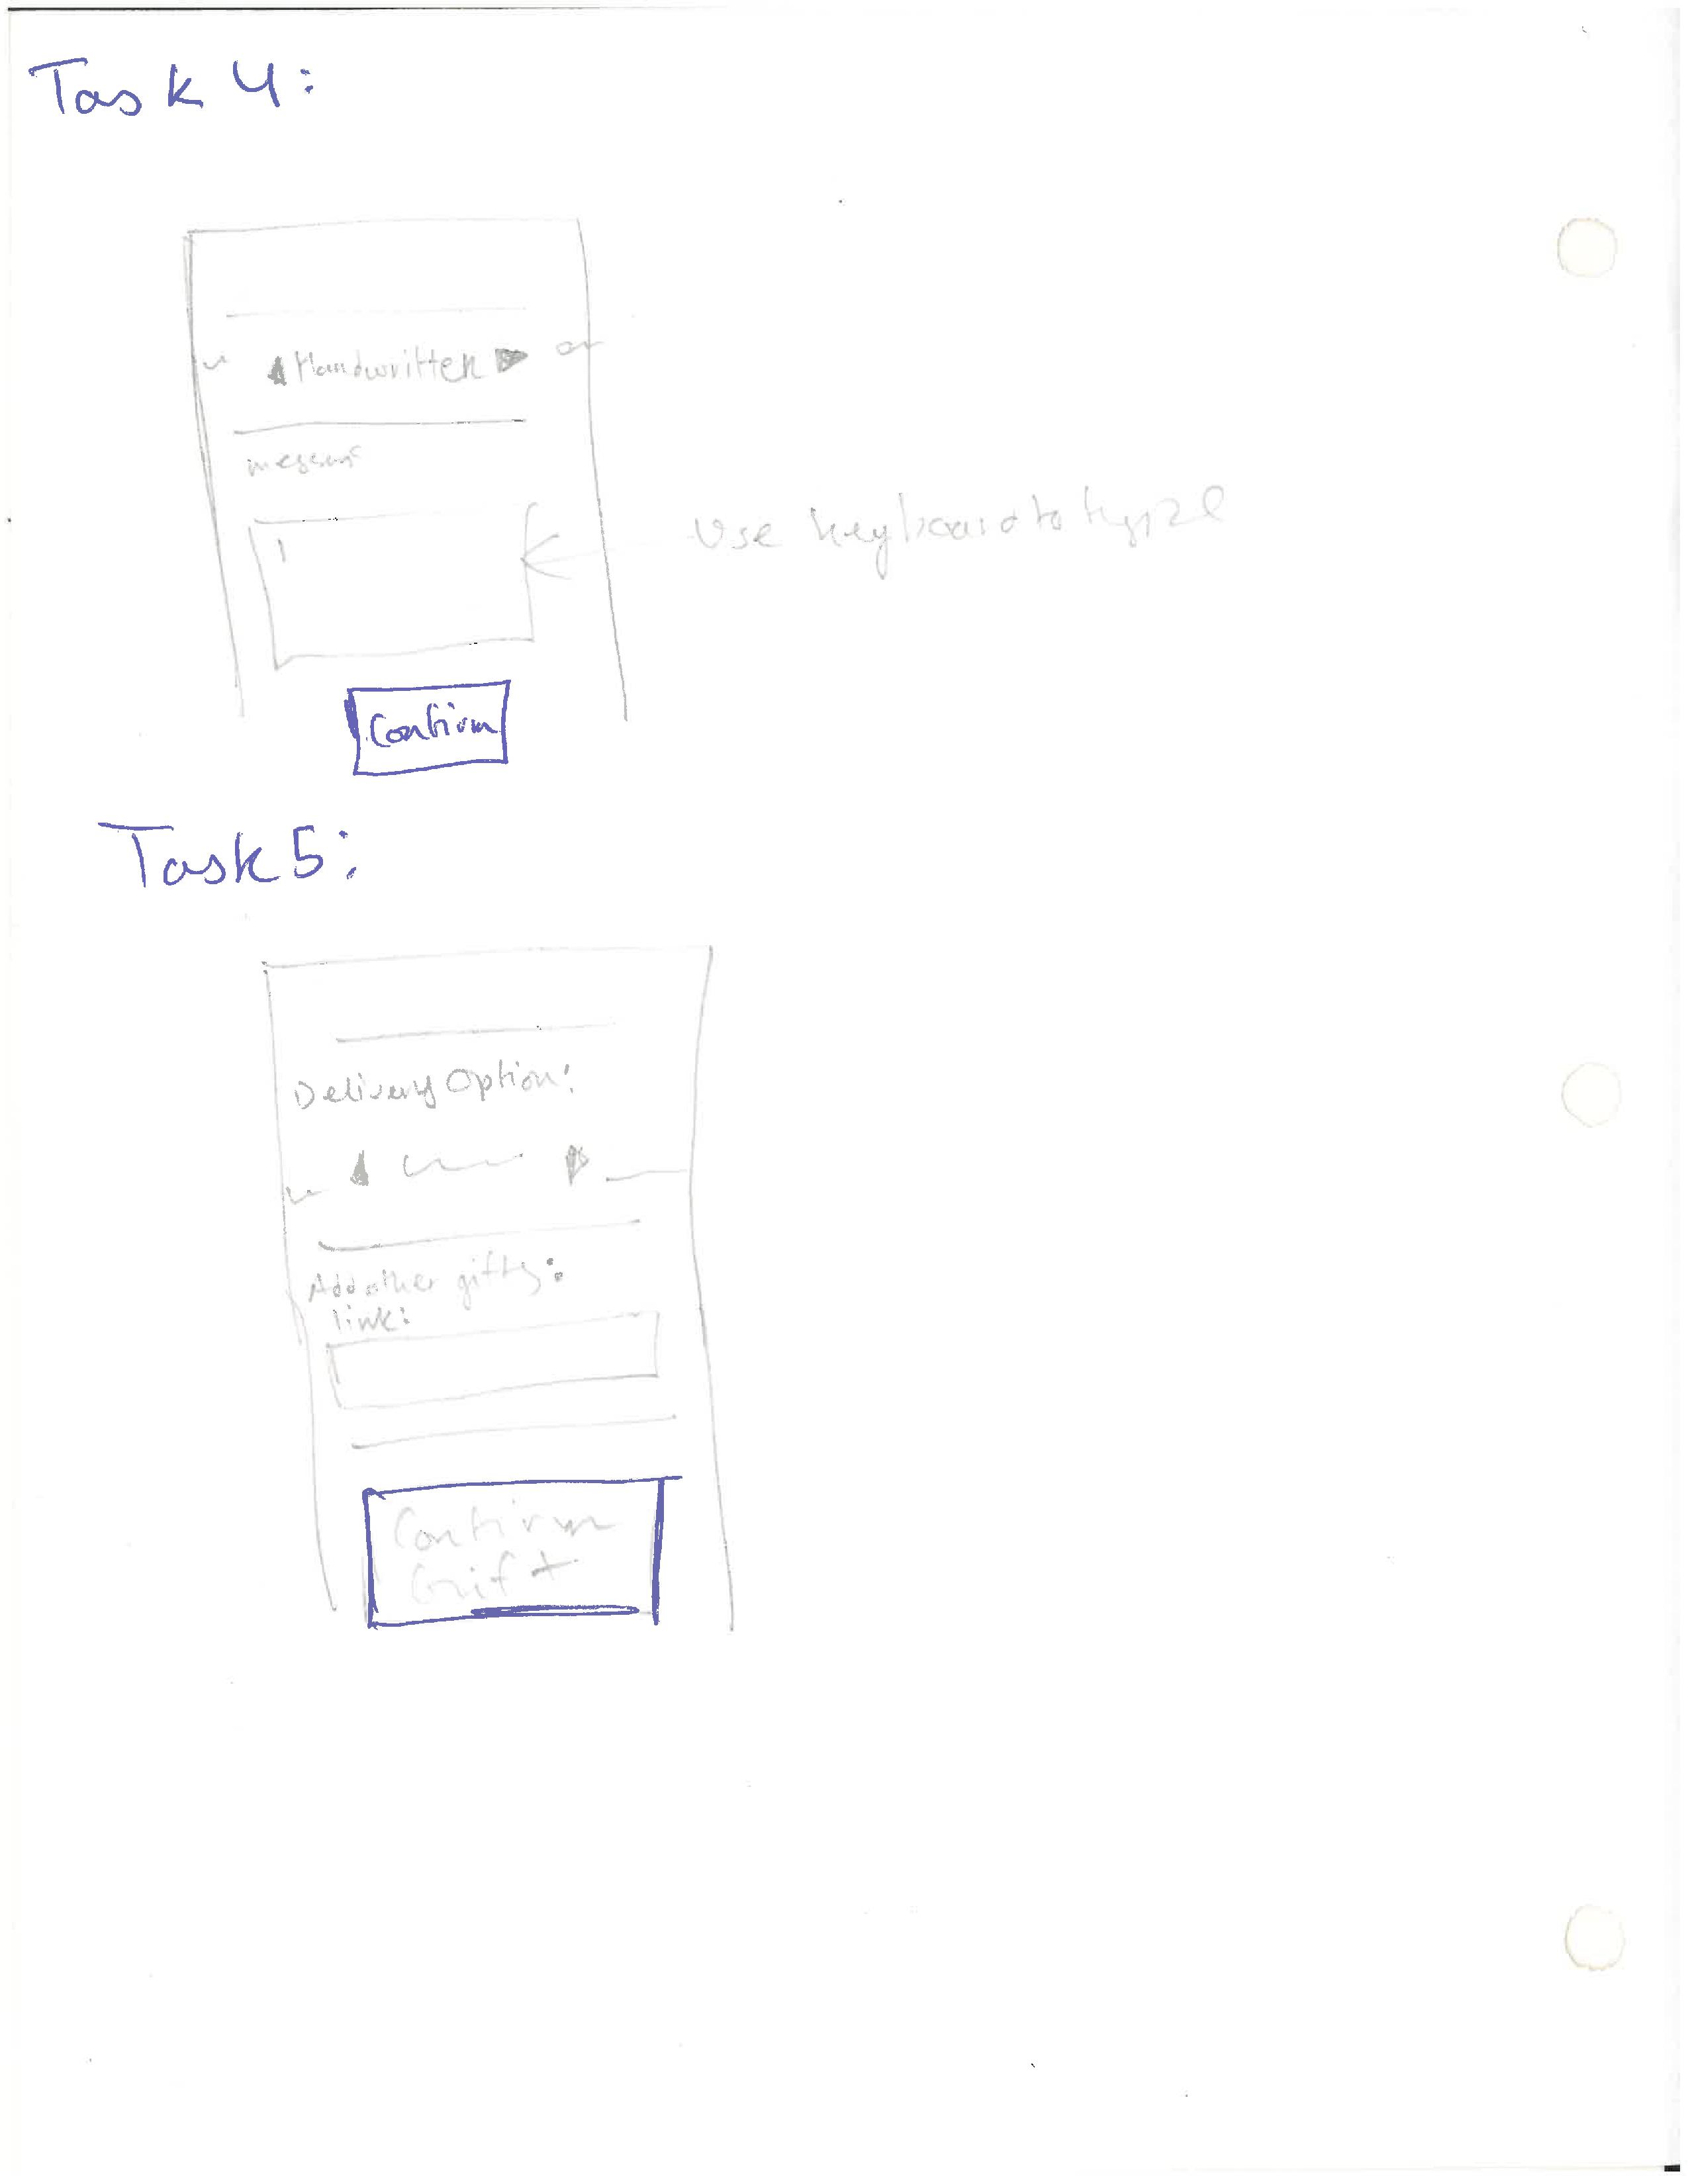 Task 4:
Handwritten
message
Use keyboard to type
Confirm
Task 5:
Delivery Option:
Add other gifts:
link:
Confirm
Gift